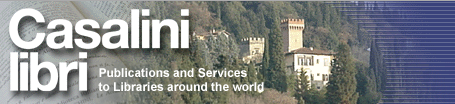 Casalini
libri
Publications and Services
to Libraries around the world